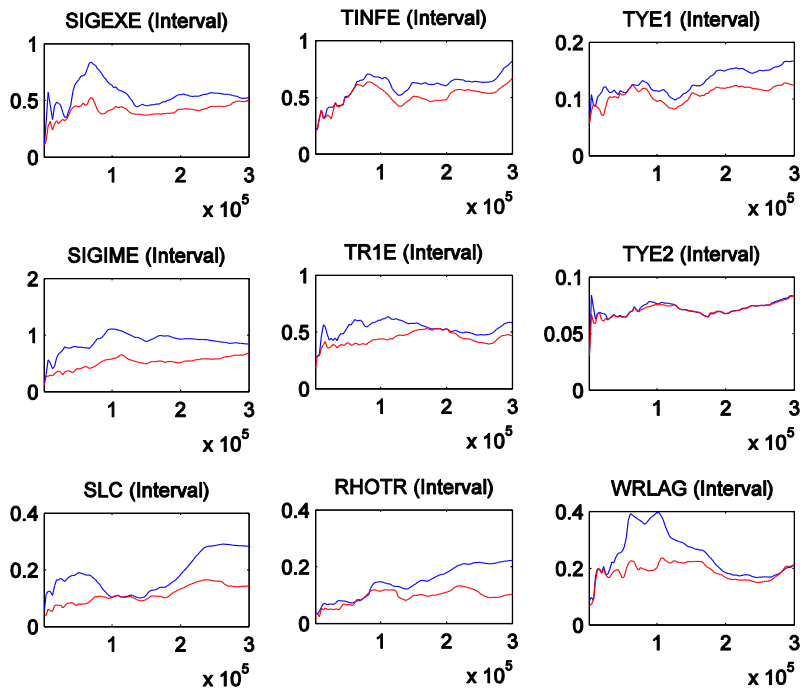 SIGEXE (Interval)
TINFE (Interval)
TYE1 (Interval)
1
0.5
0
1 2 3
x 10^5
1
0.5
0
1 2 3
x 10^5
0.2
0.1
0
1 2 3
x 10^5
SIGIME (Interval)
TR1E (Interval)
TYE2 (Interval)
2
1
0
1 2 3
x 10^5
1
0.5
0
1 2 3
x 10^5
0.1
0.05
0
1 2 3
x 10^5
SLC (Interval)
RHOTR (Interval)
WRLAG (Interval)
0.4
0.2
0
1 2 3
x 10^5
0.4
0.2
0
1 2 3
x 10^5
0.4
0.2
0
1 2 3
x 10^5